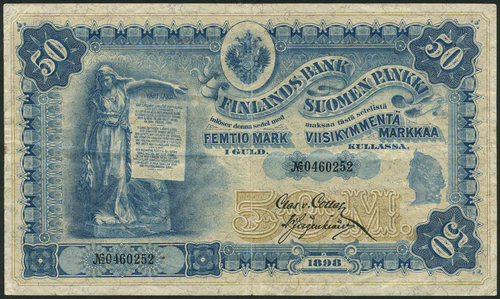 50
50
FINLANDS BANK
SUOMEN PANKKI
inlöser denna sedel med
maksaa tästä setelistä
FEMTIO MARK
VIISIKYMMENTÄ MARKKAA
I GULD.
KULLASSA.
№0460252
50 Mk.
№0460252
1898
50